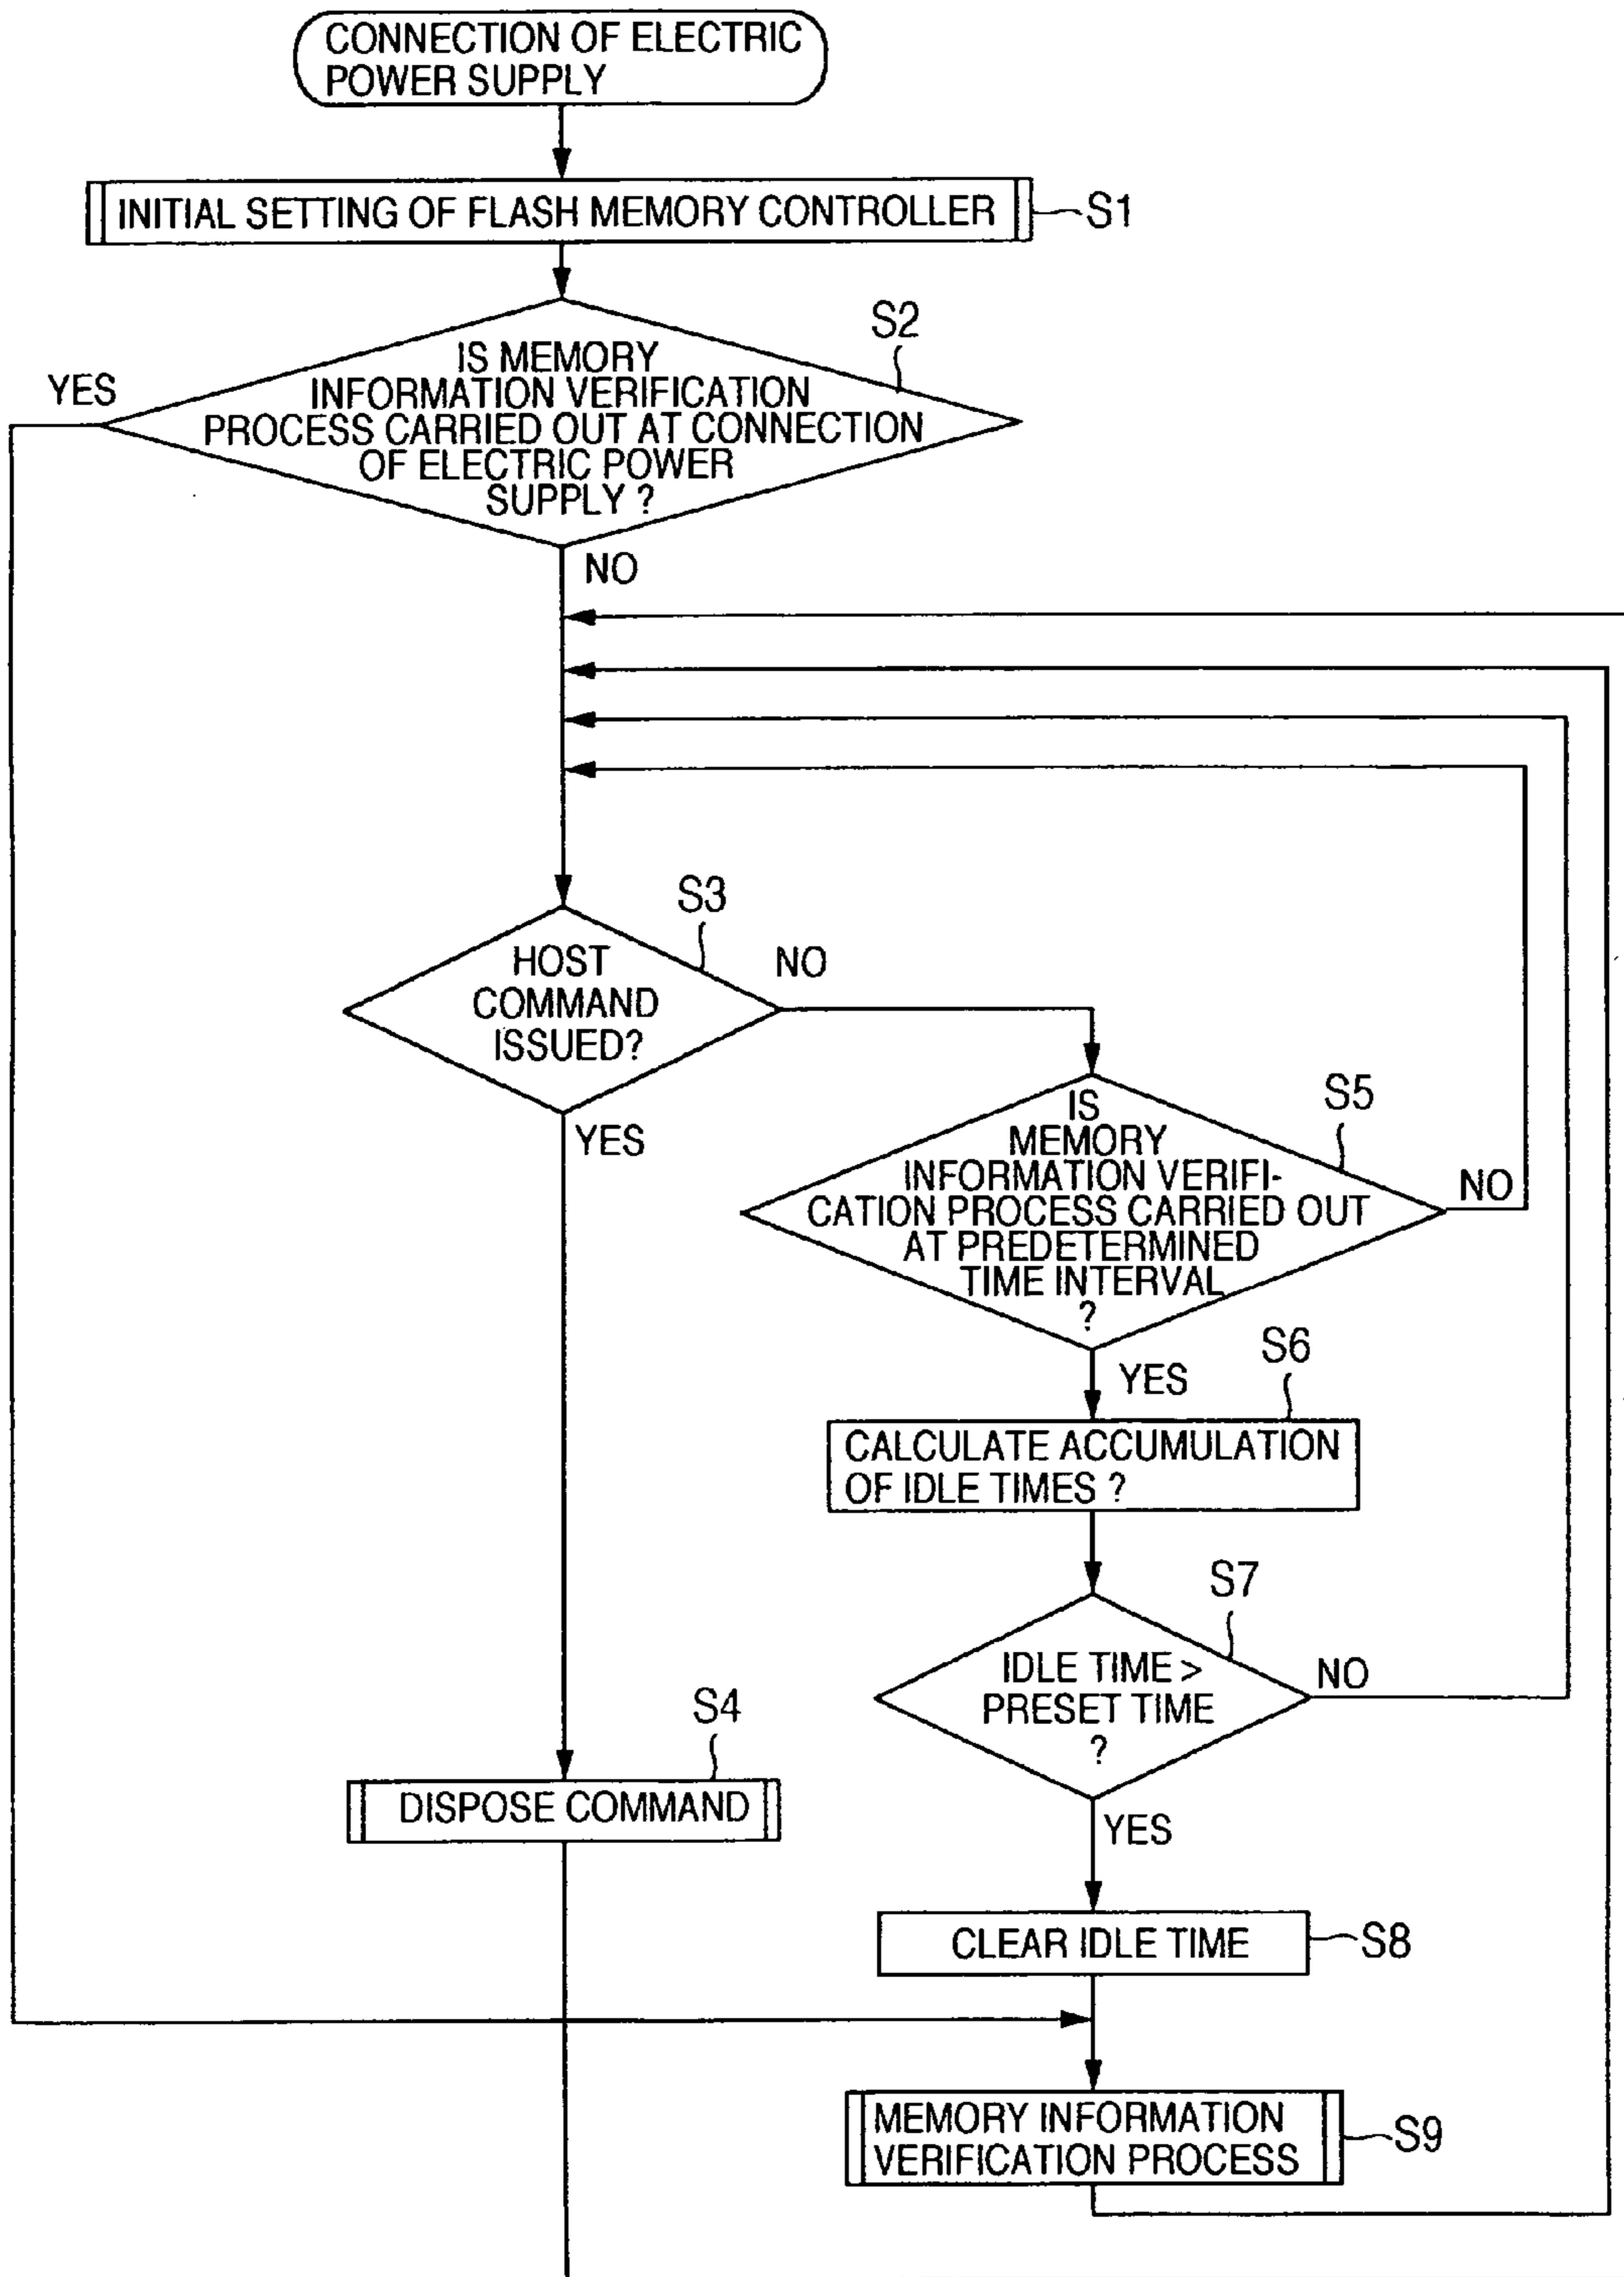 CONNECTION OF ELECTRIC
POWER SUPPLY
INITIAL SETTING OF FLASH MEMORY CONTROLLER
S1
S2
IS MEMORY
INFORMATION VERIFICATION
PROCESS CARRIED OUT AT CONNECTION
OF ELECTRIC POWER
SUPPLY ?
YES
NO
S3
HOST
COMMAND
ISSUED?
NO
YES
S5
IS
MEMORY
INFORMATION VERIFI-
CATION PROCESS CARRIED OUT
AT PREDETERMINED
TIME INTERVAL
?
NO
YES
S6
CALCULATE ACCUMULATION
OF IDLE TIMES ?
S7
IDLE TIME >
PRESET TIME
?
NO
YES
S4
DISPOSE COMMAND
CLEAR IDLE TIME
S8
MEMORY INFORMATION
VERIFICATION PROCESS
S9